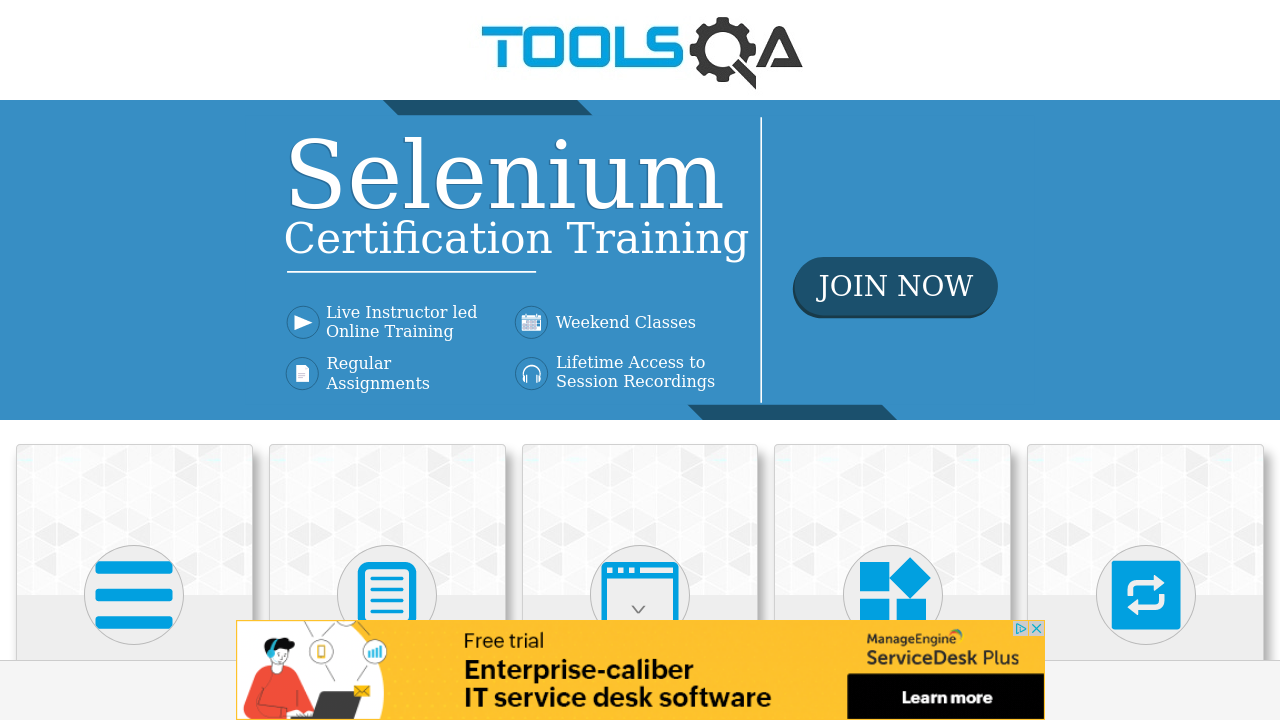 TOOLSQA
Selenium
Certification Training
JOIN NOW
Live Instructor led
Online Training
Weekend Classes
Regular
Assignments
Lifetime Access to
Session Recordings
Free trial
Enterprise-caliber
IT service desk software
ManageEngine
ServiceDesk Plus
Learn more